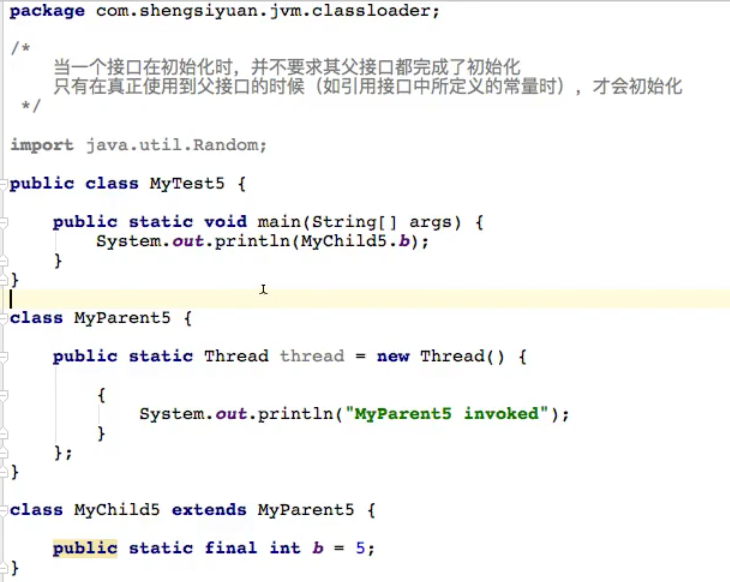 package com.shengsiyuan.jvm.classloader;
/*
当一个接口在初始化时，并不要求其父接口都完成了初始化
只有在真正使用到父接口的时候（如引用接口中所定义的常量时），才会初始化
*/
import java.util.Random;
public class MyTest5 {
public static void main(String[] args) {
System.out.println(MyChild5.b);
}
}
class MyParent5 {
public static Thread thread = new Thread() {
{
System.out.println("MyParent5 invoked");
}
};
}
class MyChild5 extends MyParent5 {
public static final int b = 5;
}